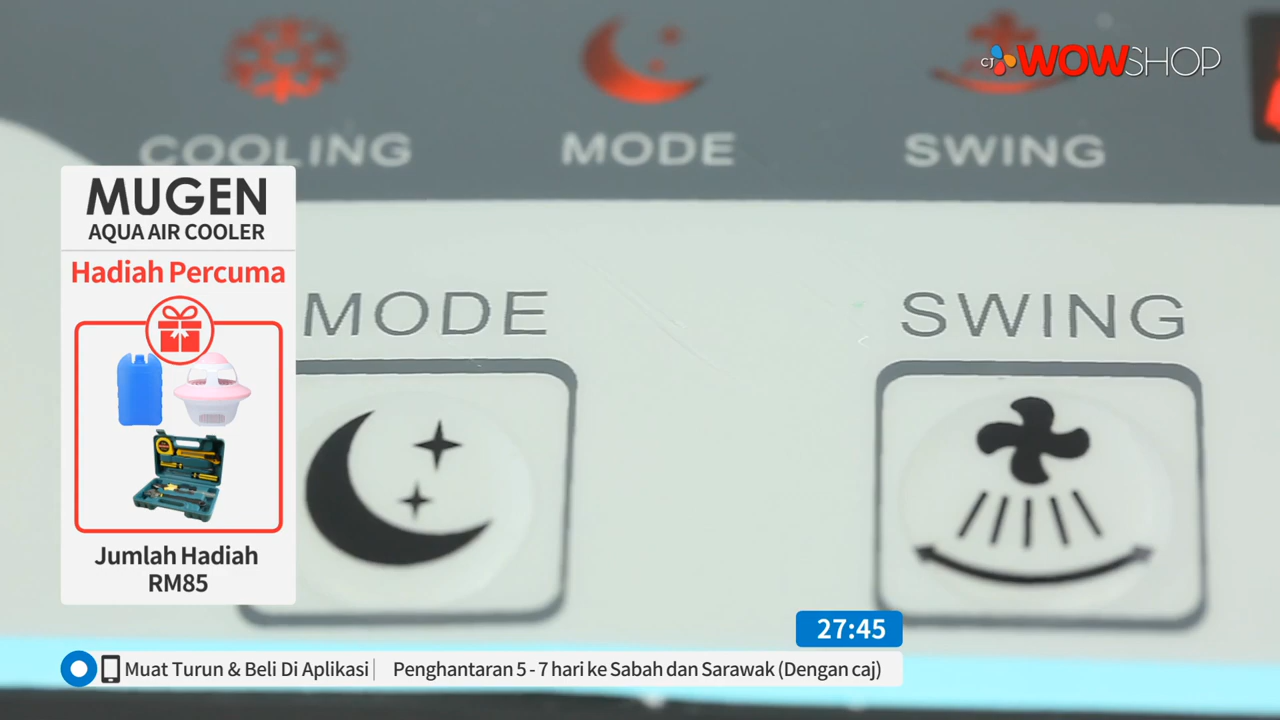 CJ WOWSHOP
COOLING
MODE
SWING
MUGEN
AQUA AIR COOLER
Hadiah Percuma
Jumlah Hadiah
RM85
MODE
SWING
27:45
Muat Turun & Beli Di Aplikasi
Penghantaran 5 - 7 hari ke Sabah dan Sarawak (Dengan caj)